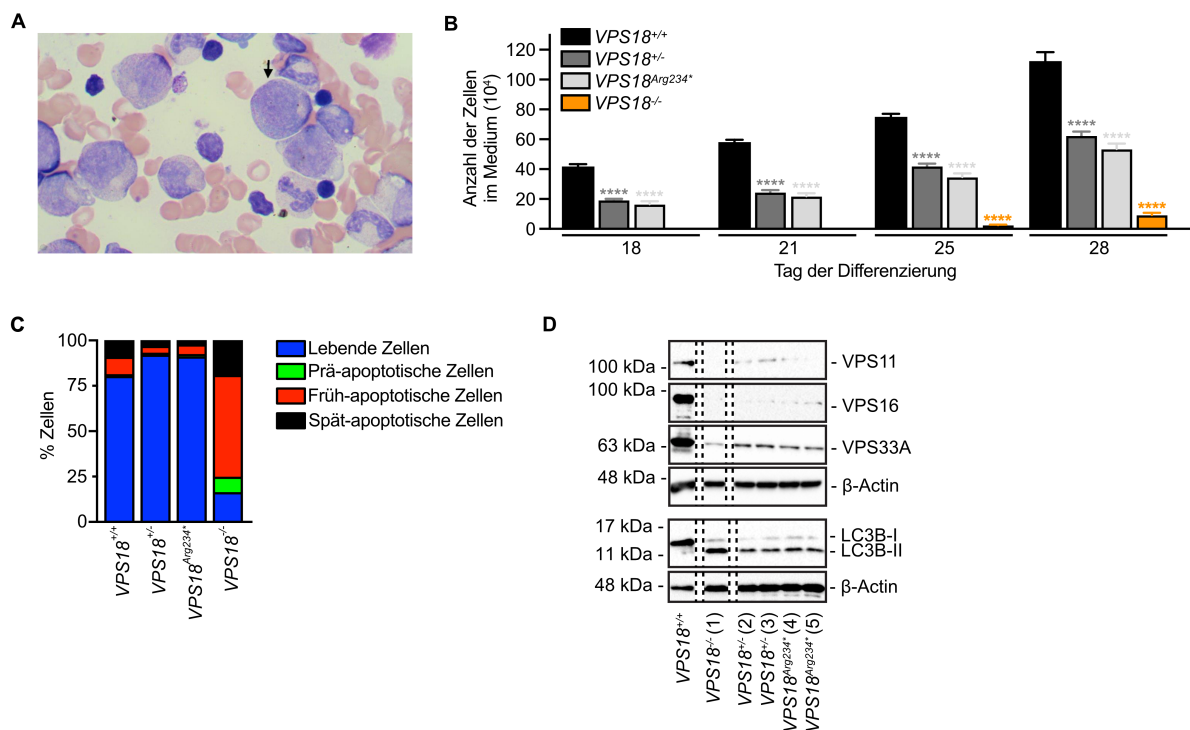 A
B
Anzahl der Zellen
im Medium (10⁴)
120
100
80
60
40
20
0
VPS18+/+
VPS18+/-
VPS18Arg234*
VPS18-/-
**** ****
**** ****
**** **** ****
**** **** ****
18 21 25 28
Tag der Differenzierung
C
% Zellen
100
75
50
25
0
Lebende Zellen
Prä-apoptotische Zellen
Früh-apoptotische Zellen
Spät-apoptotische Zellen
VPS18+/+
VPS18+/-
VPS18Arg234*
VPS18-/-
D
100 kDa - - VPS11
100 kDa - - VPS16
63 kDa - - VPS33A
48 kDa - - β-Actin
17 kDa - - LC3B-I
11 kDa - - LC3B-II
48 kDa - - β-Actin
VPS18+/+
VPS18-/- (1)
VPS18+/- (2)
VPS18+/- (3)
VPS18Arg234* (4)
VPS18Arg234* (5)